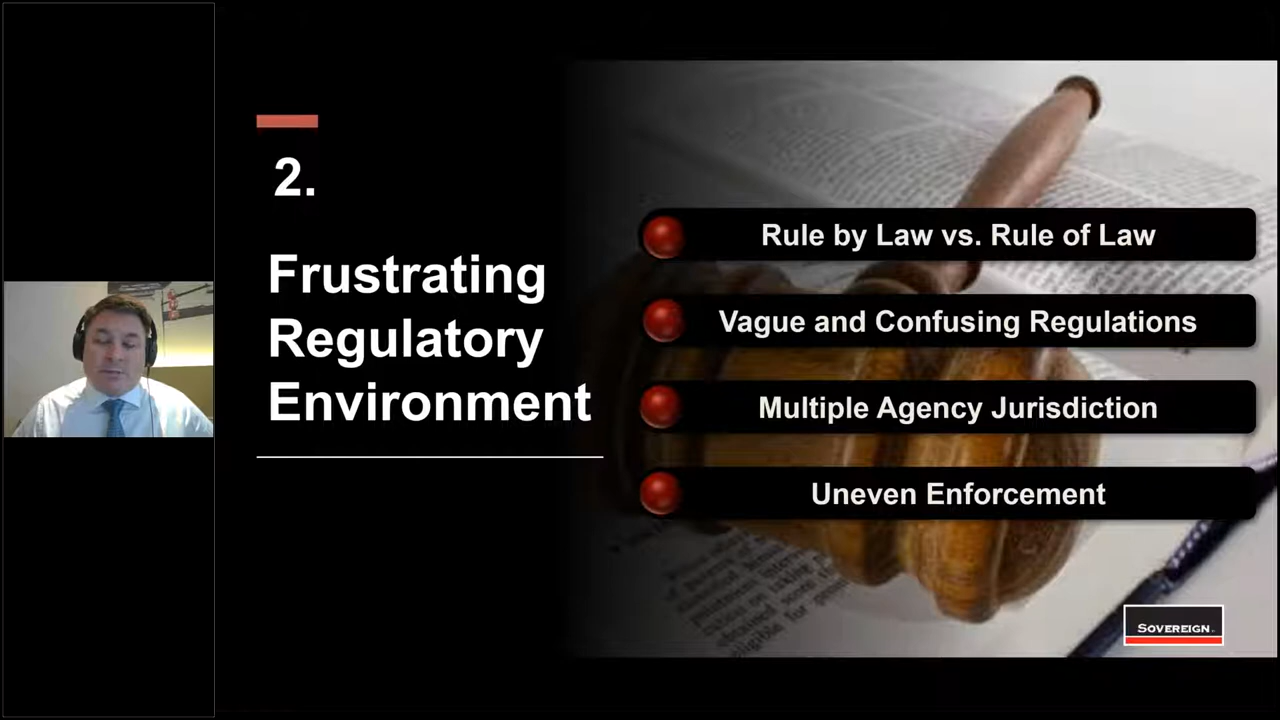 2.
Frustrating
Regulatory
Environment
Rule by Law vs. Rule of Law
Vague and Confusing Regulations
Multiple Agency Jurisdiction
Uneven Enforcement
SOVEREIGN